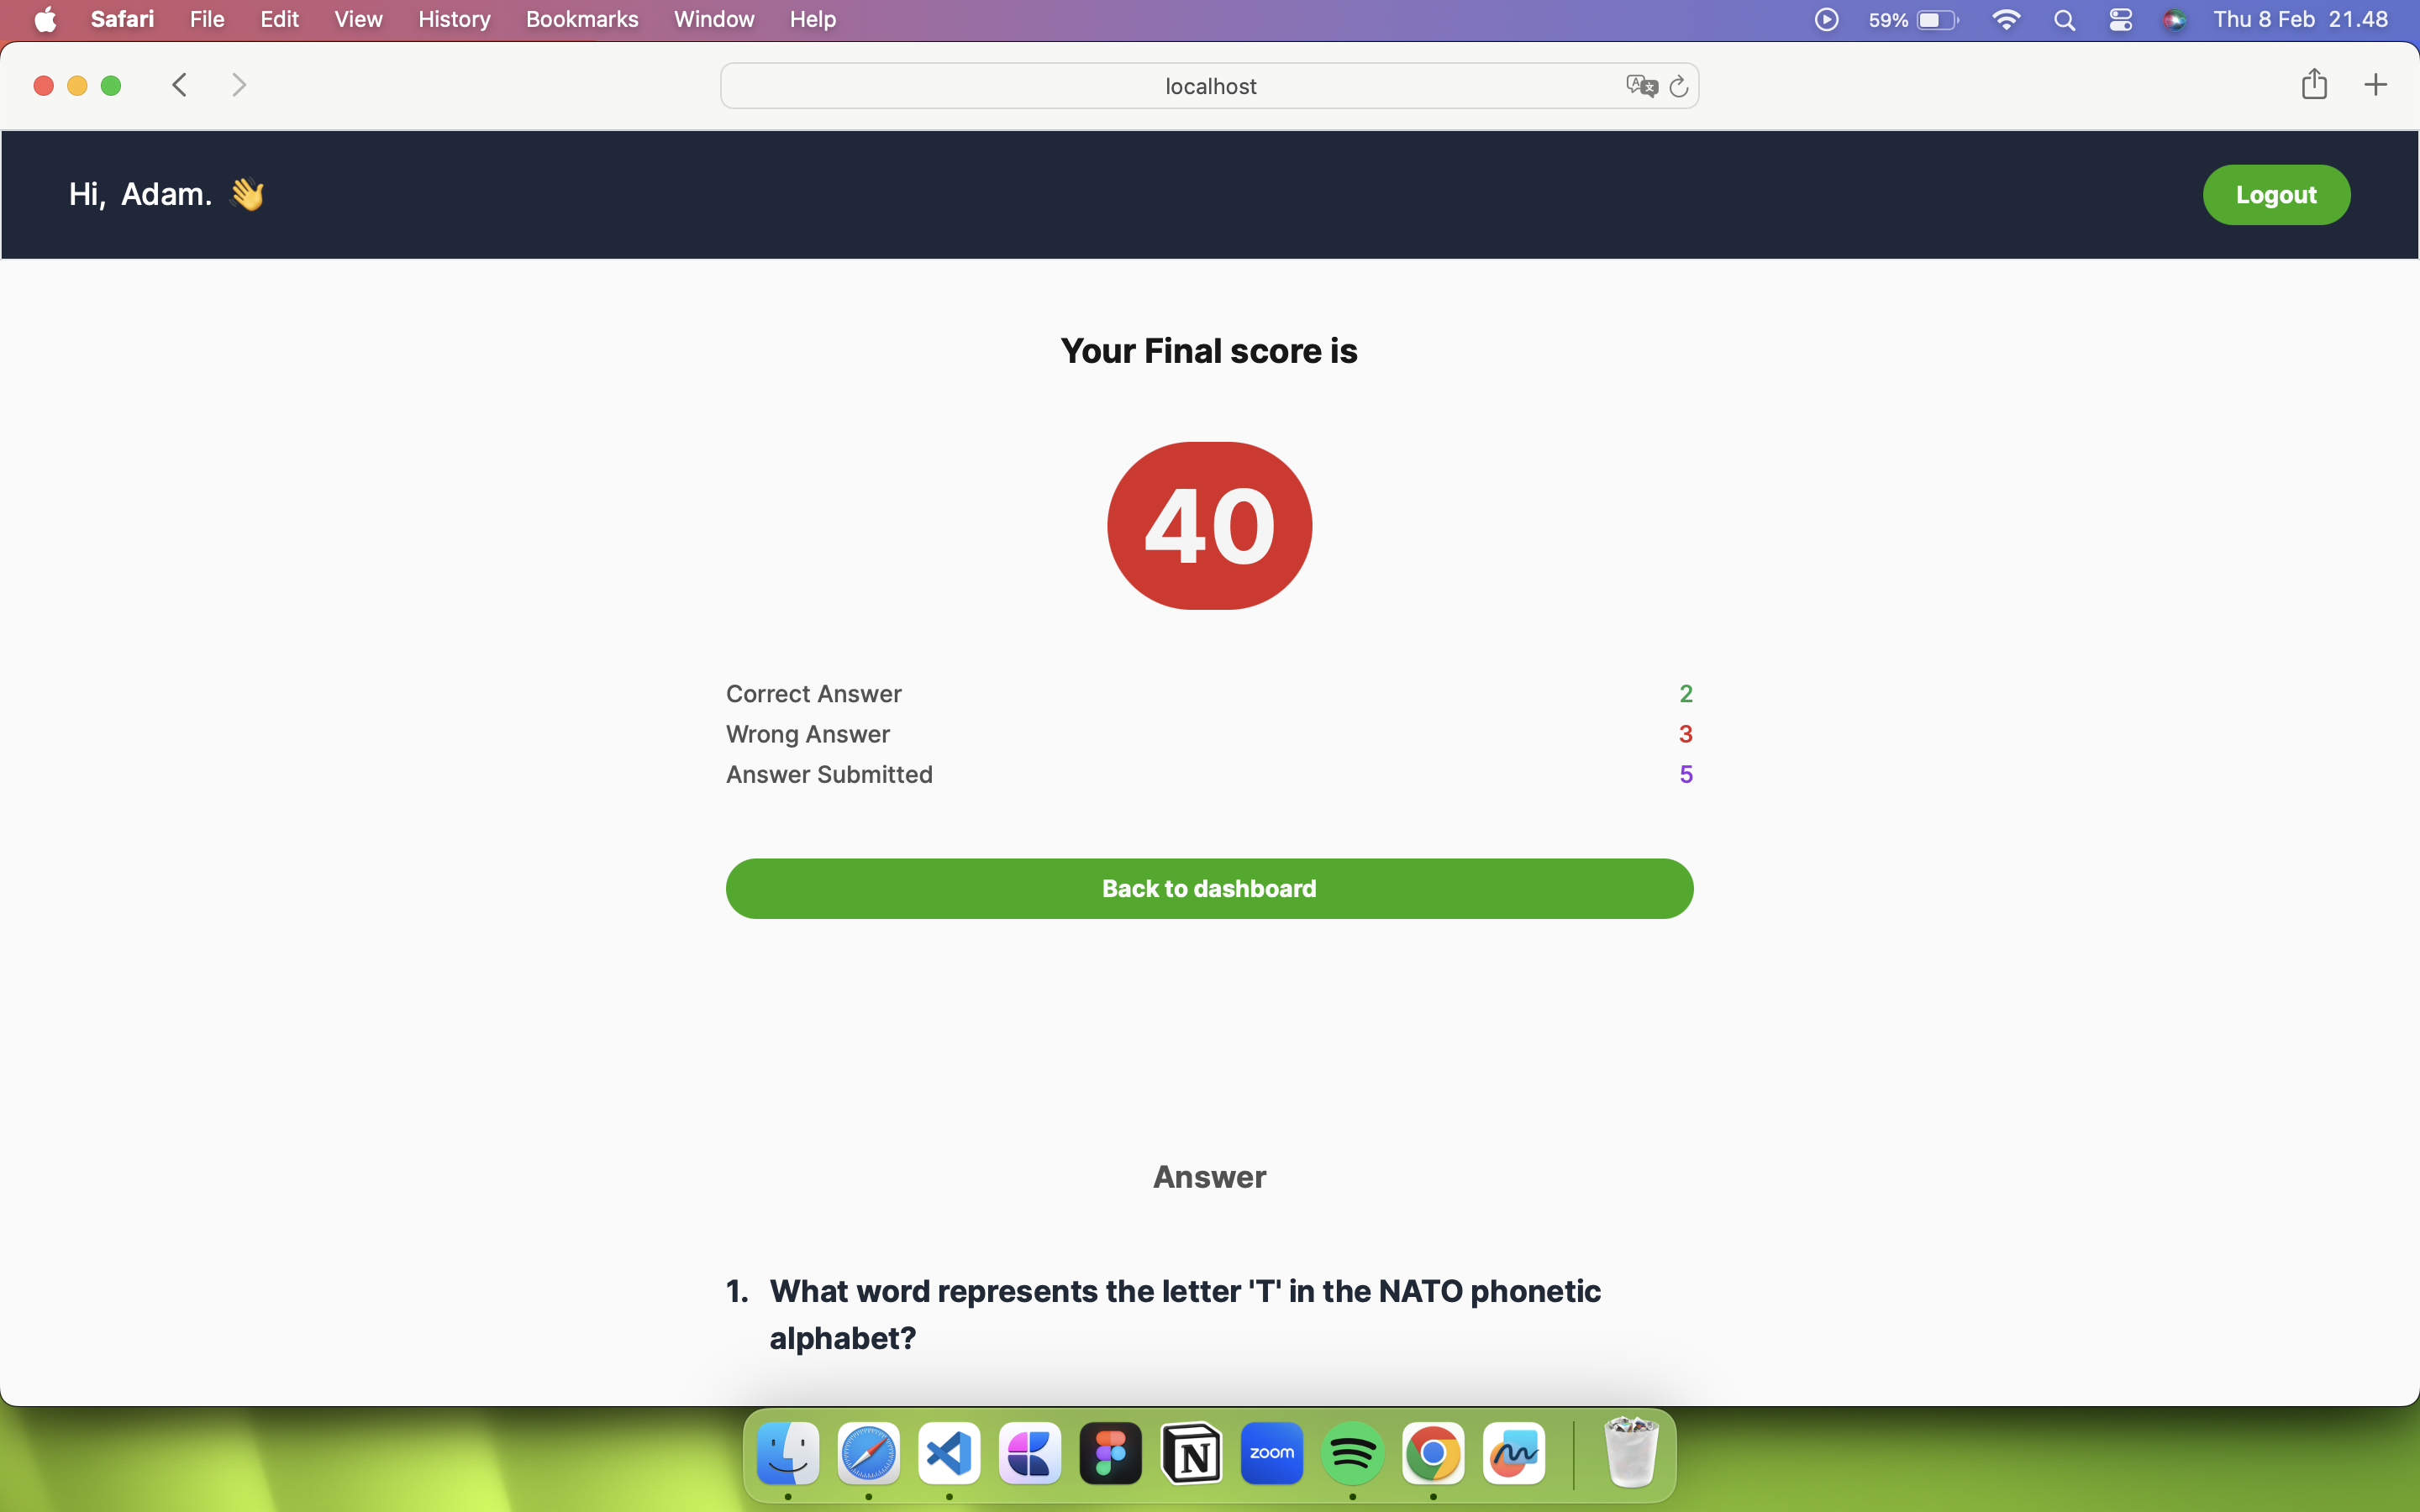 Safari File Edit View History Bookmarks Window Help 59% Thu 8 Feb 21.48
localhost
Hi, Adam. 👋 Logout
Your Final score is
40
Correct Answer 2
Wrong Answer 3
Answer Submitted 5
Back to dashboard
Answer
1. What word represents the letter 'T' in the NATO phonetic
alphabet?
zoom